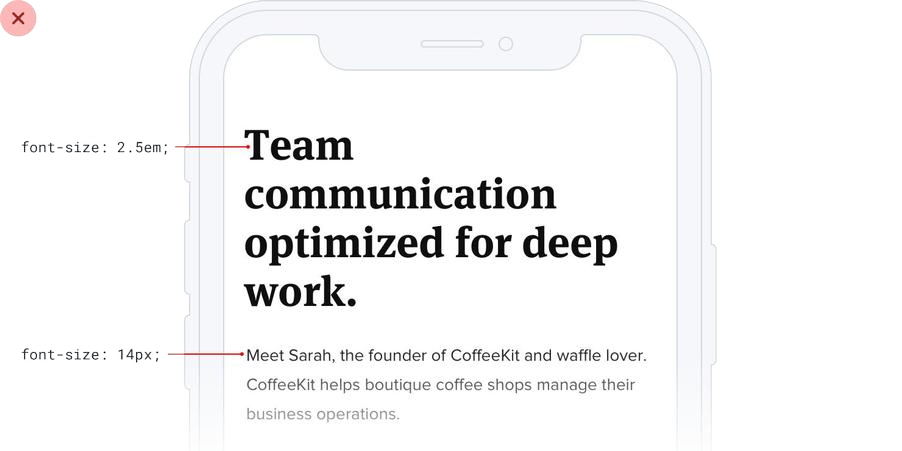 font-size: 2.5em;
Team
communication
optimized for deep
work.
font-size: 14px;
Meet Sarah, the founder of CoffeeKit and waffle lover.
CoffeeKit helps boutique coffee shops manage their
business operations.